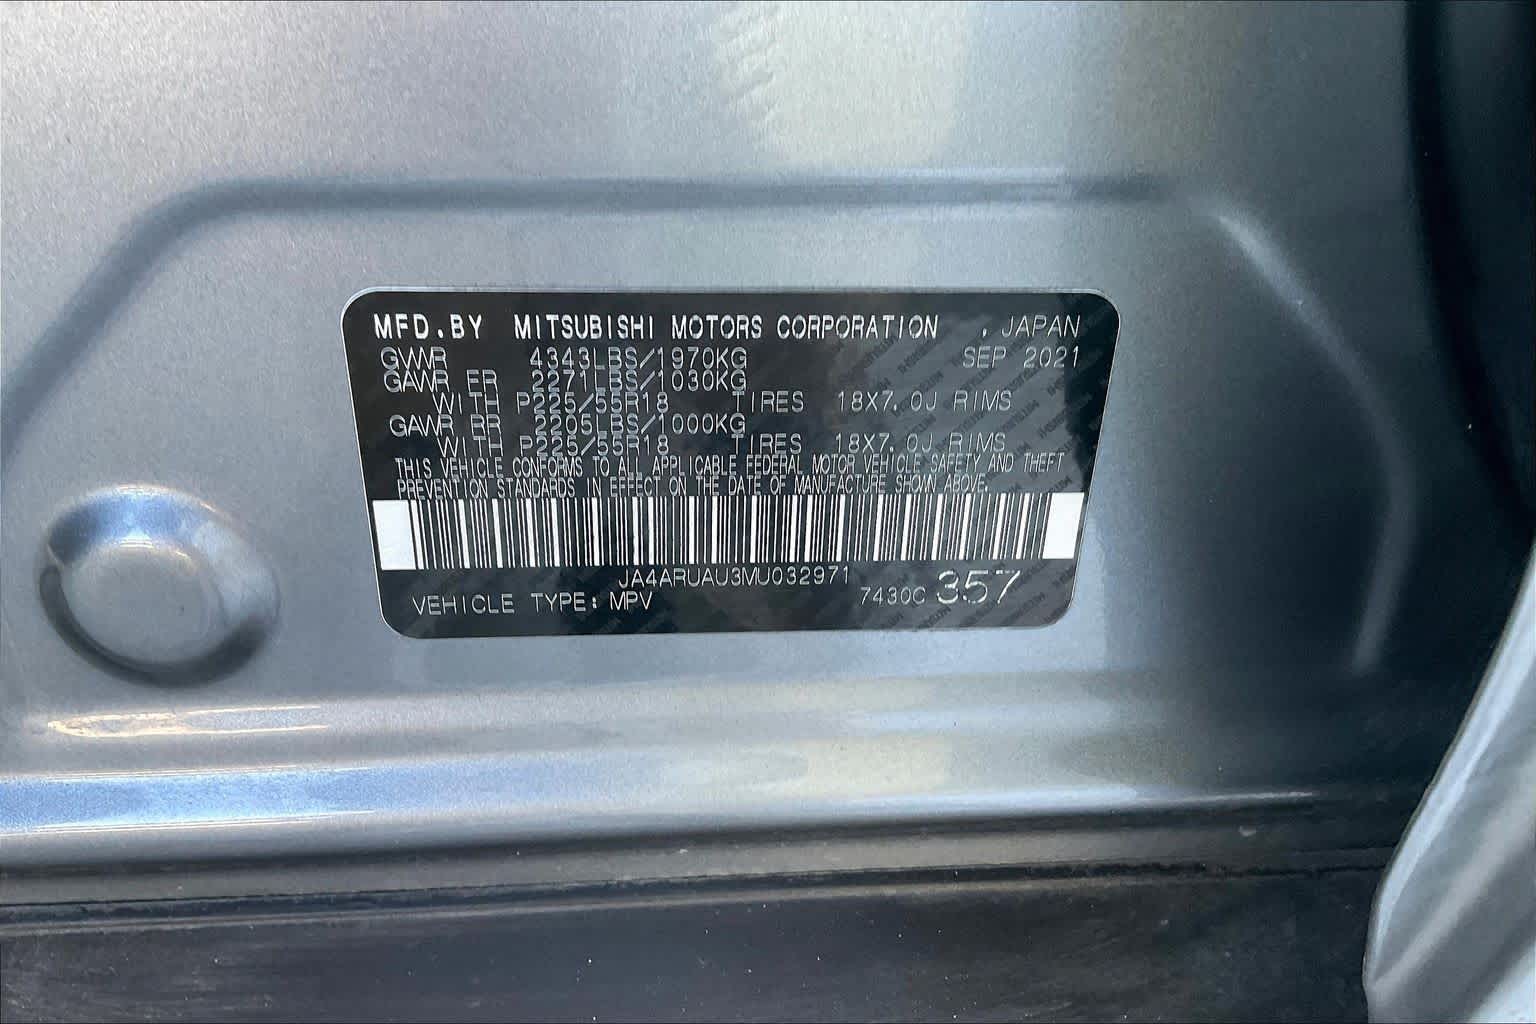 MFD.BY MITSUBISHI MOTORS CORPORATION . JAPAN
GVWR 4343LBS/1970KG SEP 2021
GAWR FR 2271LBS/1030KG
WITH P225/55R18 TIRES 18X7.0J RIMS
GAWR RR 2205LBS/1000KG
WITH P225/55R18 TIRES 18X7.0J RIMS
THIS VEHICLE CONFORMS TO ALL APPLICABLE FEDERAL MOTOR VEHICLE SAFETY AND THEFT
PREVENTION STANDARDS IN EFFECT ON THE DATE OF MANUFACTURE SHOWN ABOVE.
JA4ARUAU3MU032971
VEHICLE TYPE: MPV 7430C 357